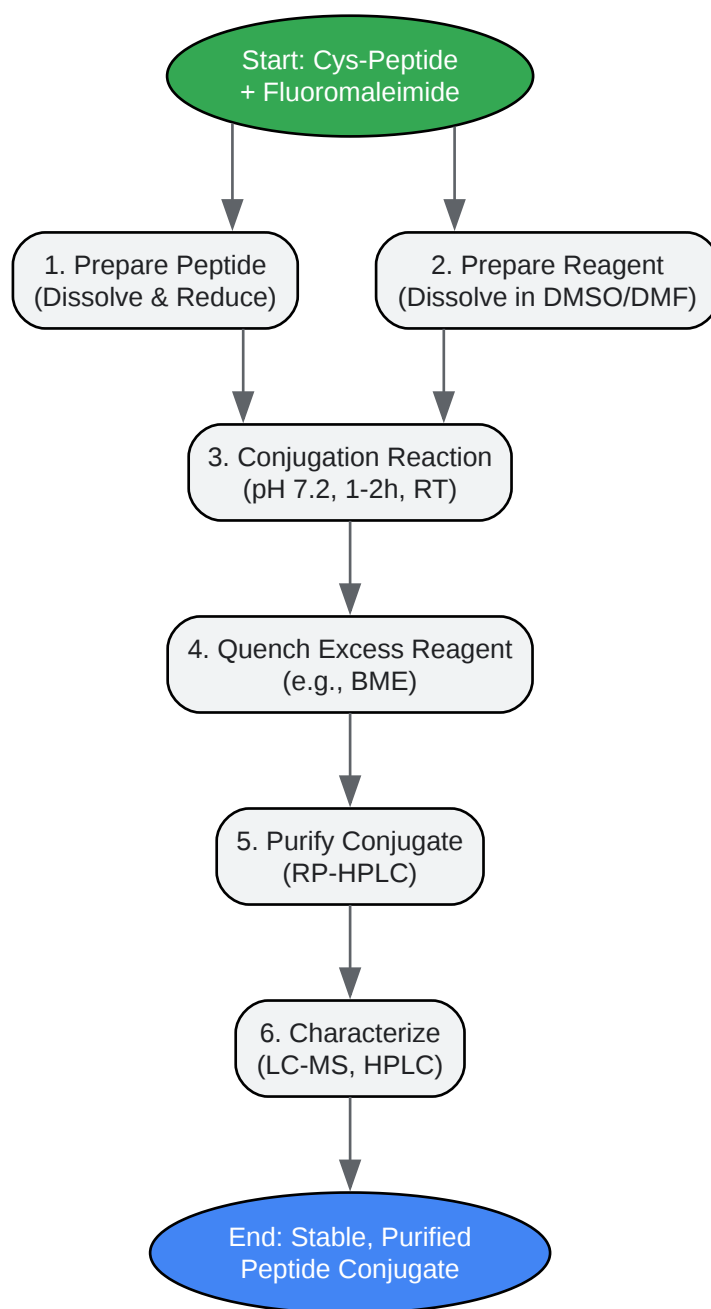 Start: Cys-Peptide
+ Fluoromaleimide
1. Prepare Peptide
(Dissolve & Reduce)
2. Prepare Reagent
(Dissolve in DMSO/DMF)
3. Conjugation Reaction
(pH 7.2, 1-2h, RT)
4. Quench Excess Reagent
(e.g., BME)
5. Purify Conjugate
(RP-HPLC)
6. Characterize
(LC-MS, HPLC)
End: Stable, Purified
Peptide Conjugate